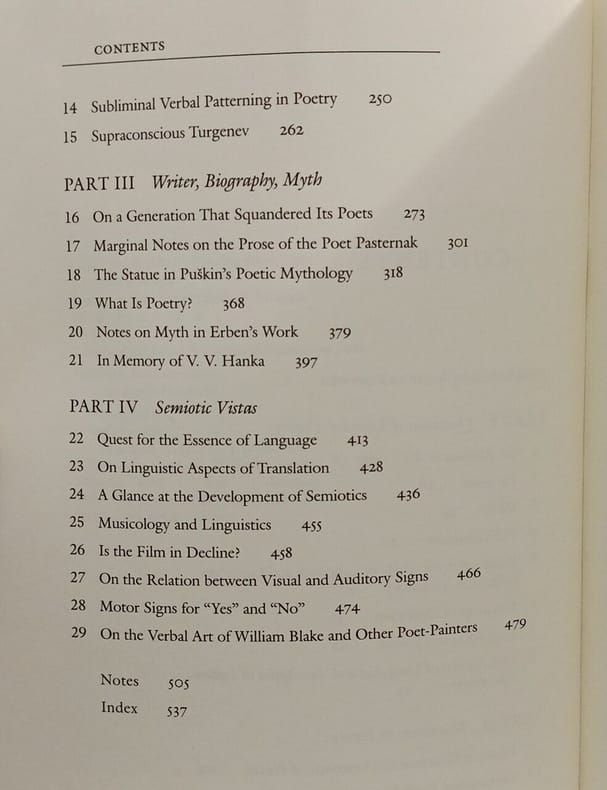 CONTENTS
14 Subliminal Verbal Patterning in Poetry 250
15 Supraconscious Turgenev 262
PART III Writer, Biography, Myth
16 On a Generation That Squandered Its Poets 273
17 Marginal Notes on the Prose of the Poet Pasternak 301
18 The Statue in Puškin's Poetic Mythology 318
19 What Is Poetry? 368
20 Notes on Myth in Erben's Work 379
21 In Memory of V. V. Hanka 397
PART IV Semiotic Vistas
22 Quest for the Essence of Language 413
23 On Linguistic Aspects of Translation 428
24 A Glance at the Development of Semiotics 436
25 Musicology and Linguistics 455
26 Is the Film in Decline? 458
27 On the Relation between Visual and Auditory Signs 466
28 Motor Signs for “Yes” and “No” 474
29 On the Verbal Art of William Blake and Other Poet-Painters 479
Notes 505
Index 537